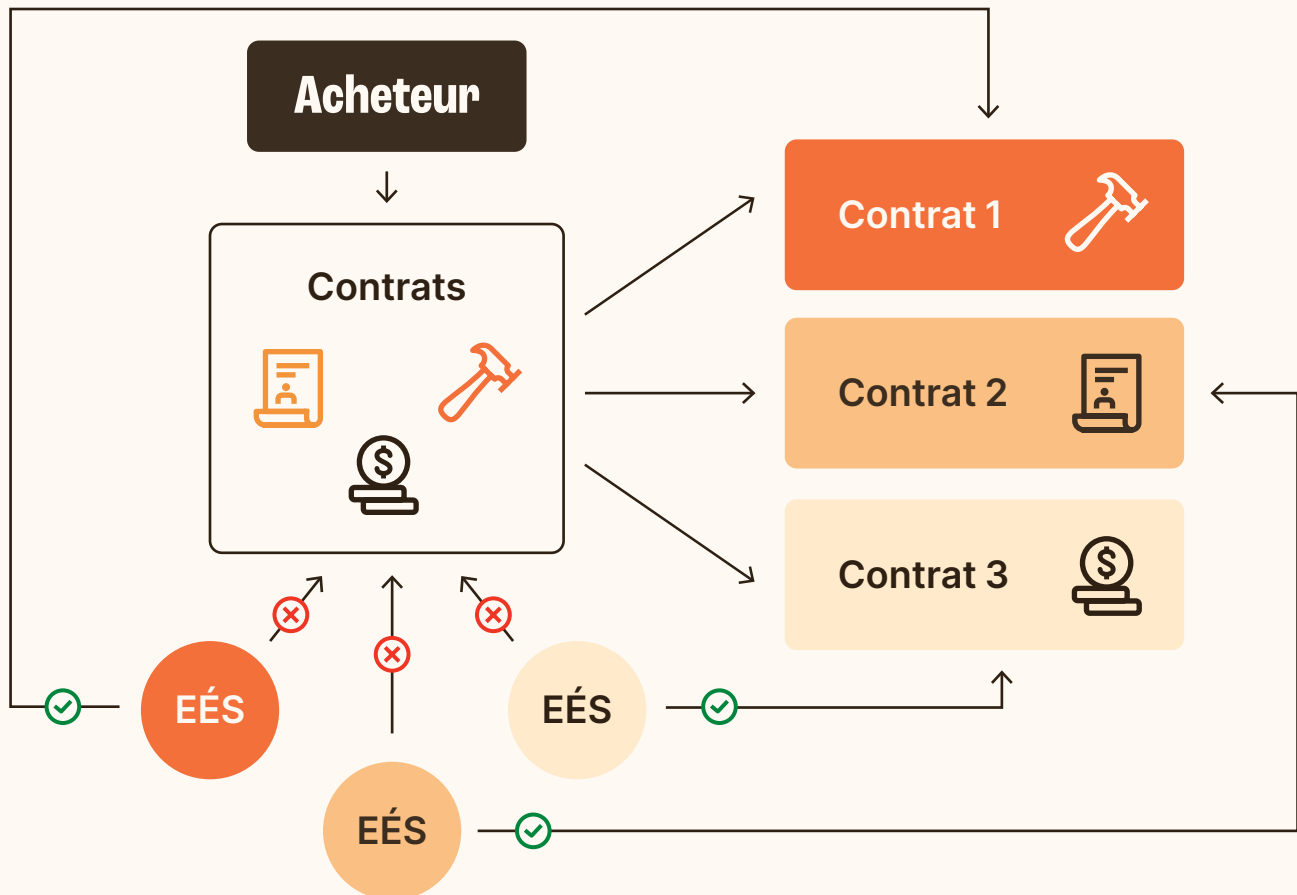 Acheteur
Contrats
Contrat 1
Contrat 2
Contrat 3
EÉS
EÉS
EÉS